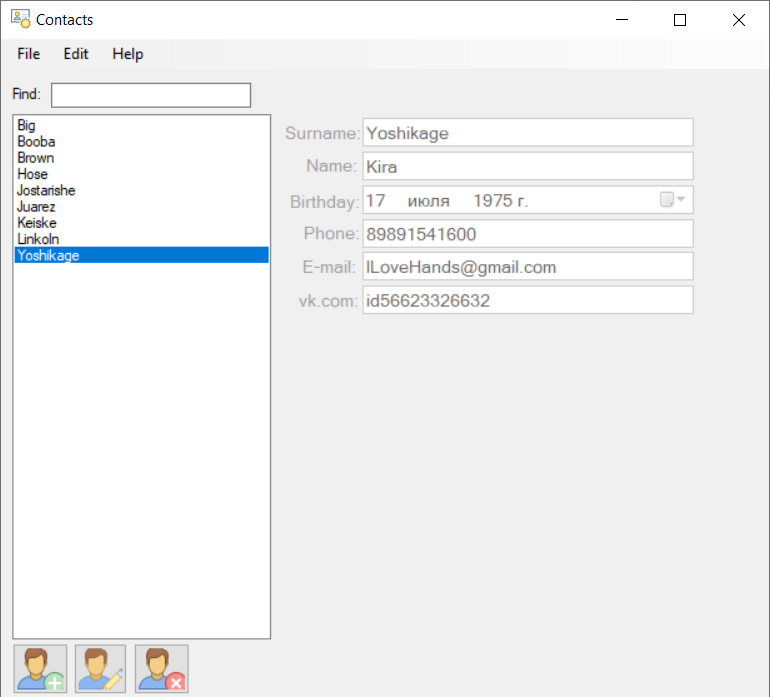 Contacts
File Edit Help
Find:
Big
Booba
Brown
Hose
Jostarishe
Juarez
Keiske
Linkoln
Yoshikage
Surname: Yoshikage
Name: Kira
Birthday: 17 июля 1975 г.
Phone: 89891541600
E-mail: ILoveHands@gmail.com
vk.com: id56623326632